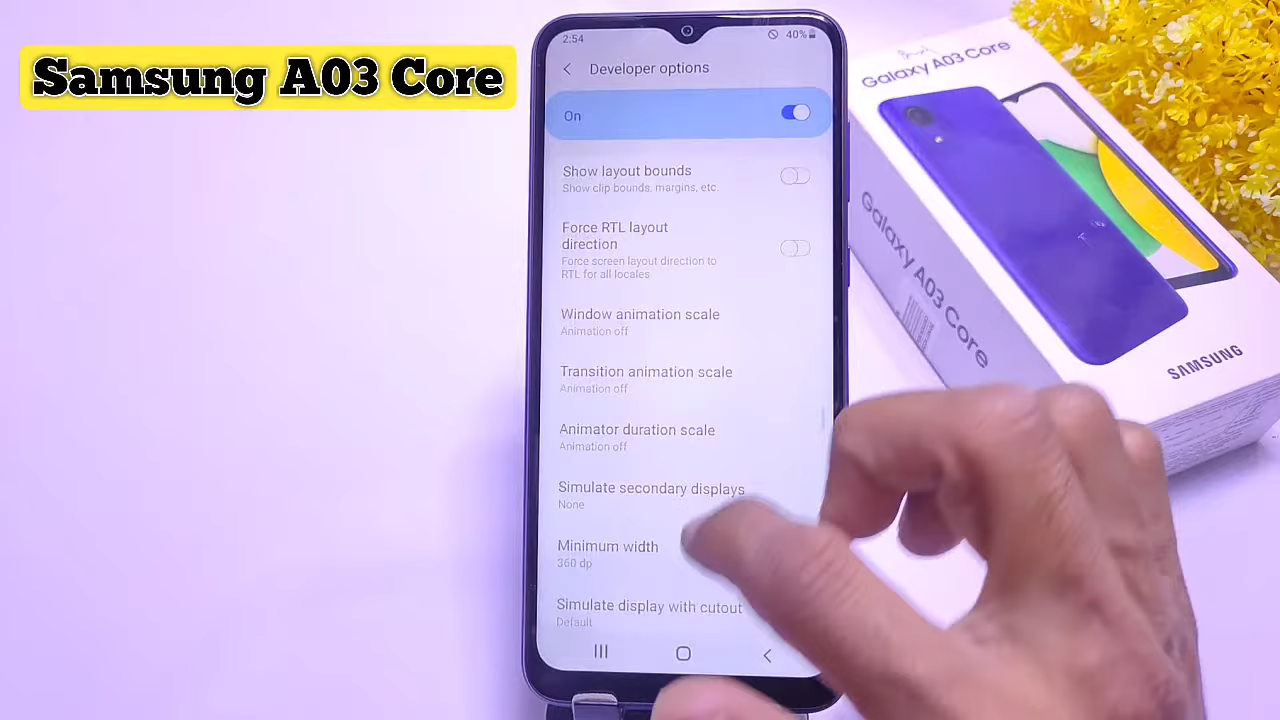 Samsung A03 Core
2:54
40%
Developer options
On
Show layout bounds
Show clip bounds, margins, etc.
Force RTL layout
direction
Force screen layout direction to
RTL for all locales
Window animation scale
Animation off
Transition animation scale
Animation off
Animator duration scale
Animation off
Simulate secondary displays
None
Minimum width
360 dp
Simulate display with cutout
Default
Galaxy A03 Core
Galaxy A03 Core
SAMSUNG